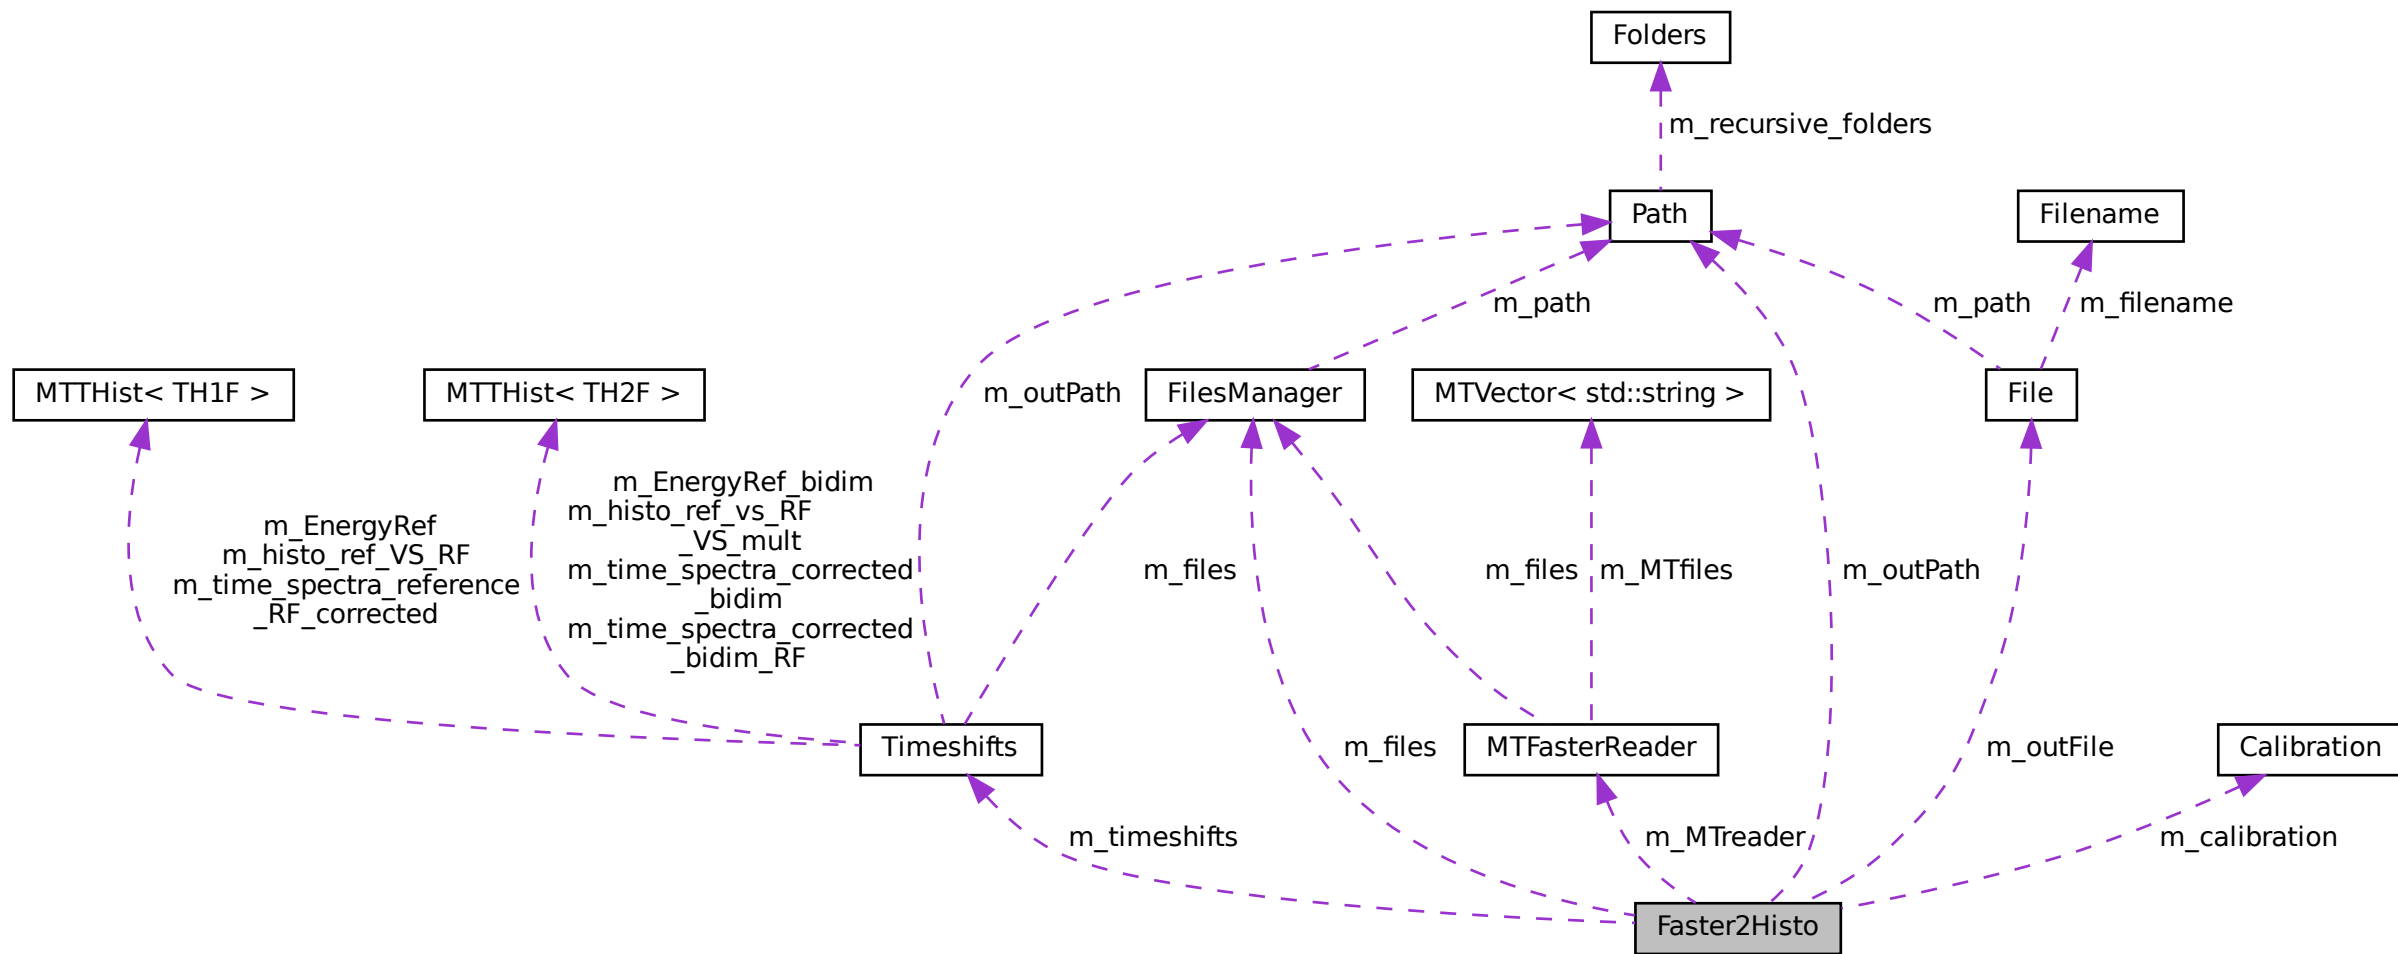 Folders
m_recursive_folders
Path
Filename
m_path
m_path
m_filename
MTTHist< TH1F >
MTTHist< TH2F >
m_outPath
FilesManager
MTVector< std::string >
File
m_EnergyRef
m_histo_ref_VS_RF
m_time_spectra_reference
_RF_corrected
m_EnergyRef_bidim
m_histo_ref_vs_RF
_VS_mult
m_time_spectra_corrected
_bidim
m_time_spectra_corrected
_bidim_RF
m_files
m_files
m_MTfiles
m_outPath
Timeshifts
m_files
MTFasterReader
m_outFile
Calibration
m_timeshifts
m_MTreader
m_calibration
Faster2Histo